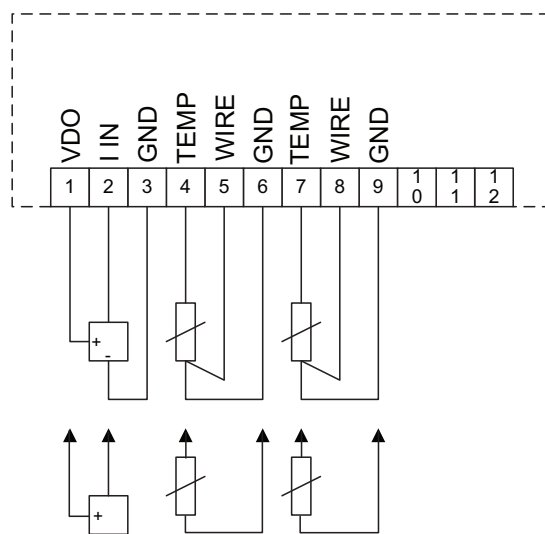 VDO
I IN
GND
TEMP
WIRE
GND
TEMP
WIRE
GND
1 2 3 4 5 6 7 8 9 10 11 12
+
-
+